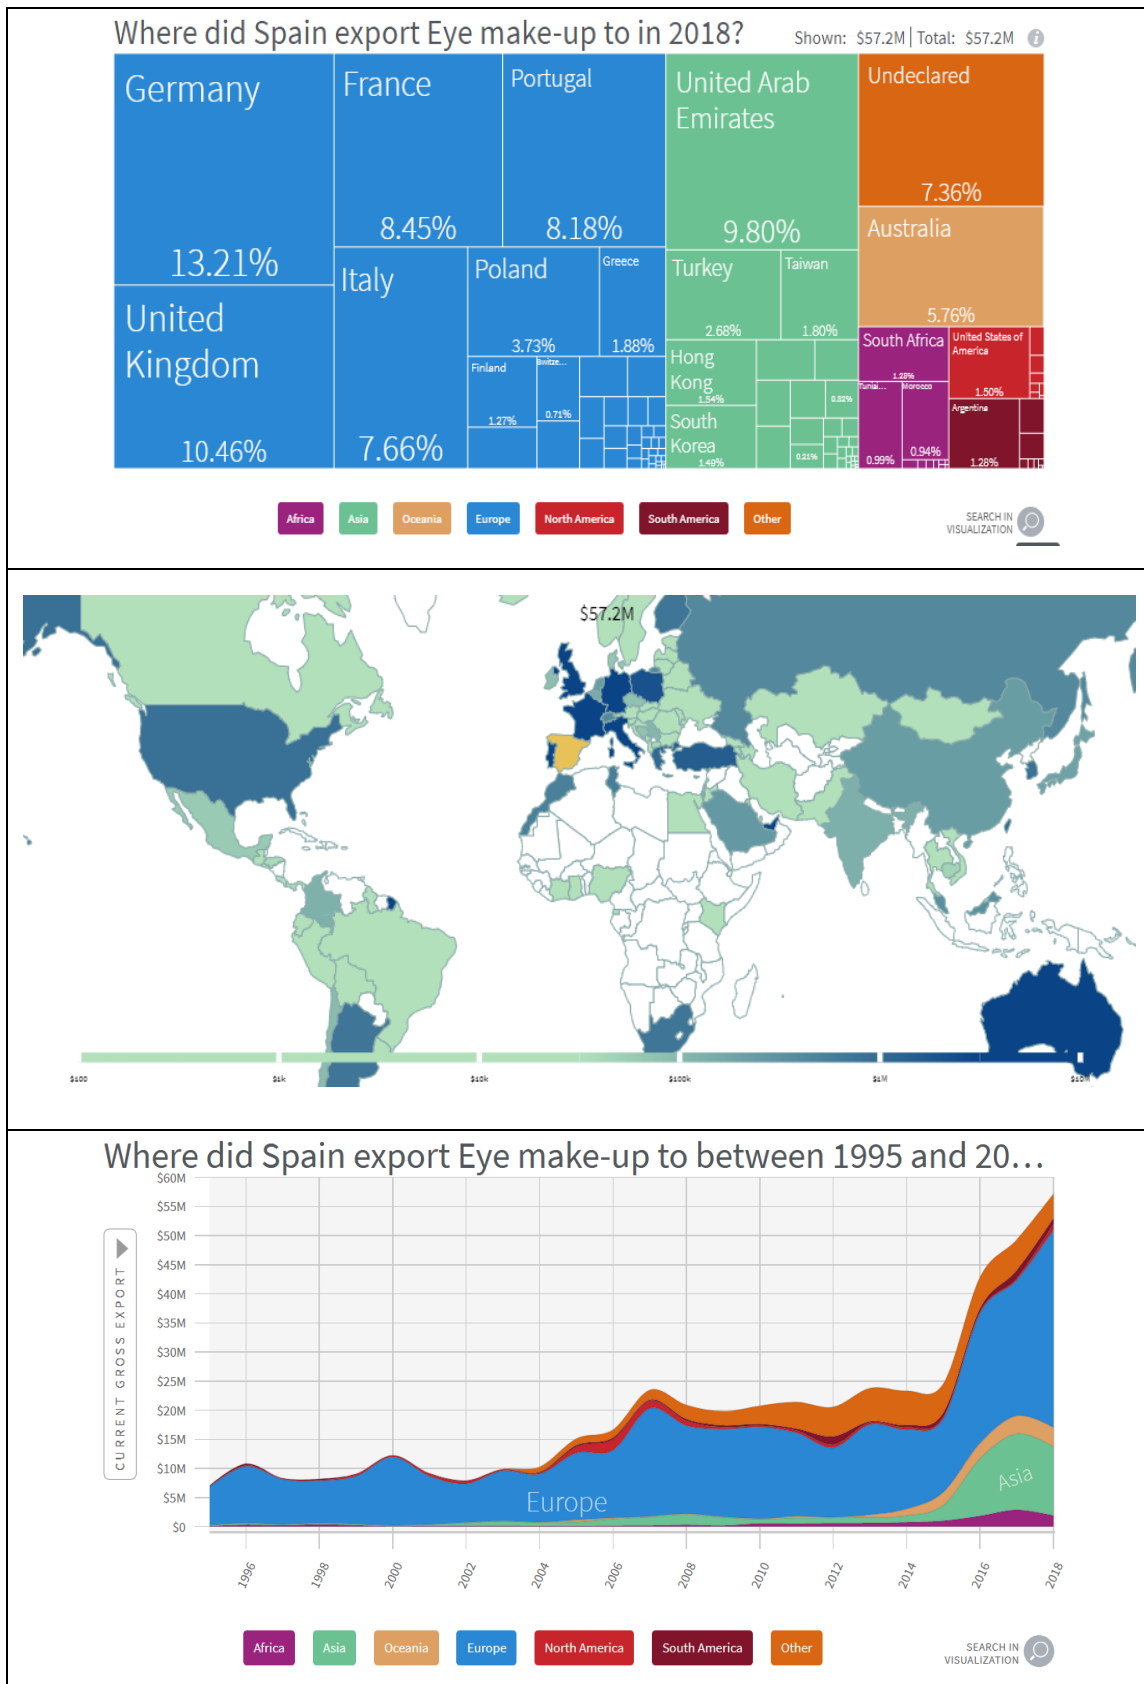 Where did Spain export Eye make-up to in 2018?
Shown: $57.2M | Total: $57.2M
i
Germany
13.21%
United
Kingdom
10.46%
France
8.45%
Portugal
8.18%
Italy
7.66%
Poland
3.73%
Greece
1.88%
Finland
1.27%
Switze...
0.71%
United Arab
Emirates
9.80%
Turkey
2.68%
Taiwan
1.80%
Hong
Kong
1.54%
South
Korea
1.49%
0.32%
0.21%
Undeclared
7.36%
Australia
5.76%
South Africa
1.28%
Tunisi...
0.99%
Morocco
0.94%
United States of
America
1.50%
Argentina
1.28%
Africa
Asia
Oceania
Europe
North America
South America
Other
SEARCH IN
VISUALIZATION
$57.2M
$100
$1k
$10k
$100k
$1M
$10M
Where did Spain export Eye make-up to between 1995 and 20...
CURRENT GROSS EXPORT
$60M
$55M
$50M
$45M
$40M
$35M
$30M
$25M
$20M
$15M
$10M
$5M
$0
Europe
Asia
1996
1998
2000
2002
2004
2006
2008
2010
2012
2014
2016
2018
Africa
Asia
Oceania
Europe
North America
South America
Other
SEARCH IN
VISUALIZATION